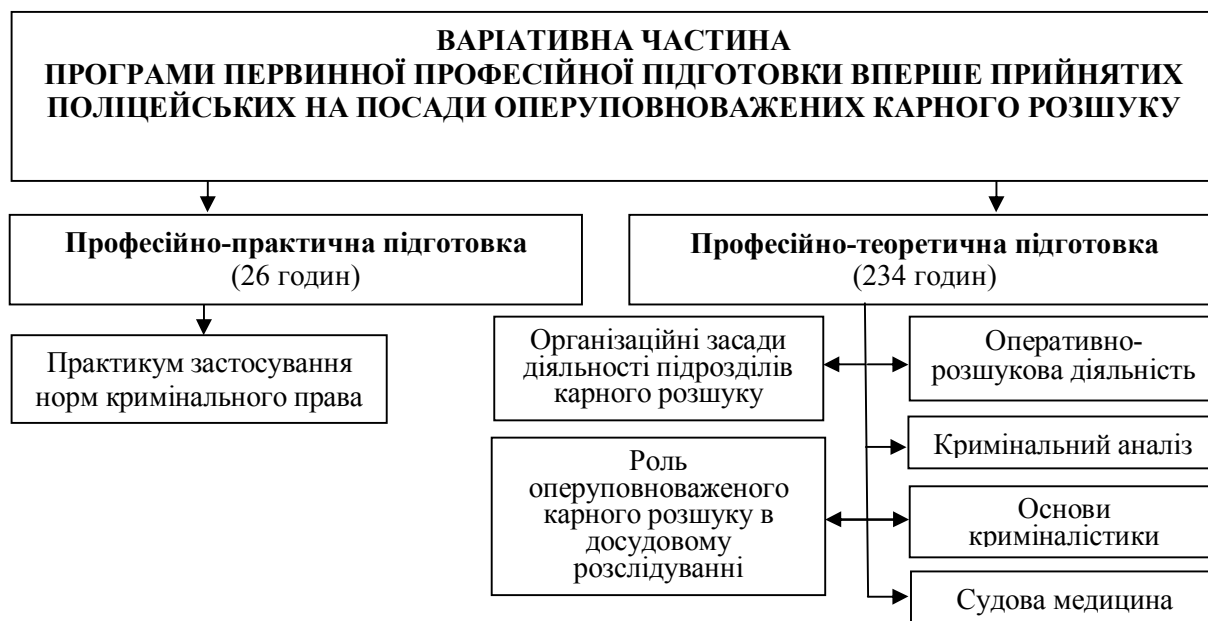 ВАРІАТИВНА ЧАСТИНА
ПРОГРАМИ ПЕРВИННОЇ ПРОФЕСІЙНОЇ ПІДГОТОВКИ ВПЕРШЕ ПРИЙНЯТИХ
ПОЛІЦЕЙСЬКИХ НА ПОСАДИ ОПЕРУПОВНОВАЖЕНИХ КАРНОГО РОЗШУКУ
Професійно-практична підготовка
(26 годин)
Практикум застосування
норм кримінального права
Професійно-теоретична підготовка
(234 годин)
Організаційні засади
діяльності підрозділів
карного розшуку
Роль
оперуповноваженого
карного розшуку в
досудовому
розслідуванні
Оперативно-
розшукова діяльність
Кримінальний аналіз
Основи
криміналістики
Судова медицина